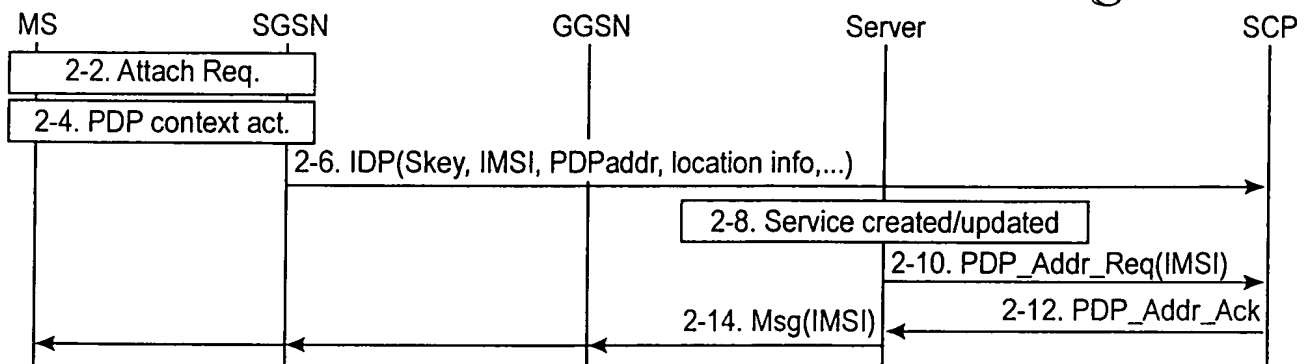 MS SGSN GGSN Server SCP
2-2. Attach Req.
2-4. PDP context act.
2-6. IDP(Skey, IMSI, PDPaddr, location info,...)
2-8. Service created/updated
2-10. PDP_Addr_Req(IMSI)
2-12. PDP_Addr_Ack
2-14. Msg(IMSI)